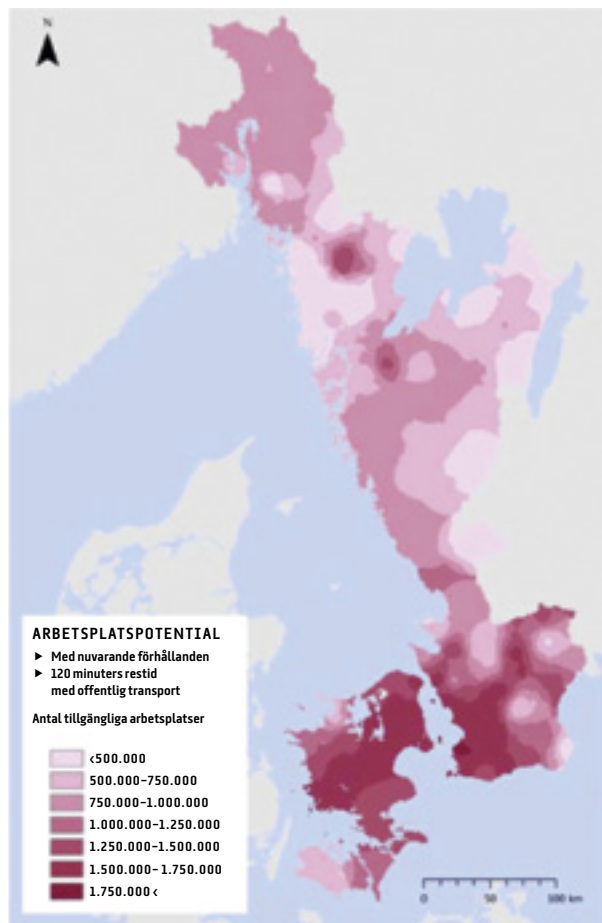 N
ARBETSPLATSPOTENTIAL
▶ Med nuvarande förhållanden
▶ 120 minuters restid
med offentlig transport
Antal tillgängliga arbetsplatser
<500.000
500.000–750.000
750.000–1.000.000
1.000.000–1.250.000
1.250.000–1.500.000
1.500.000– 1.750.000
1.750.000 <
0 50 100 km